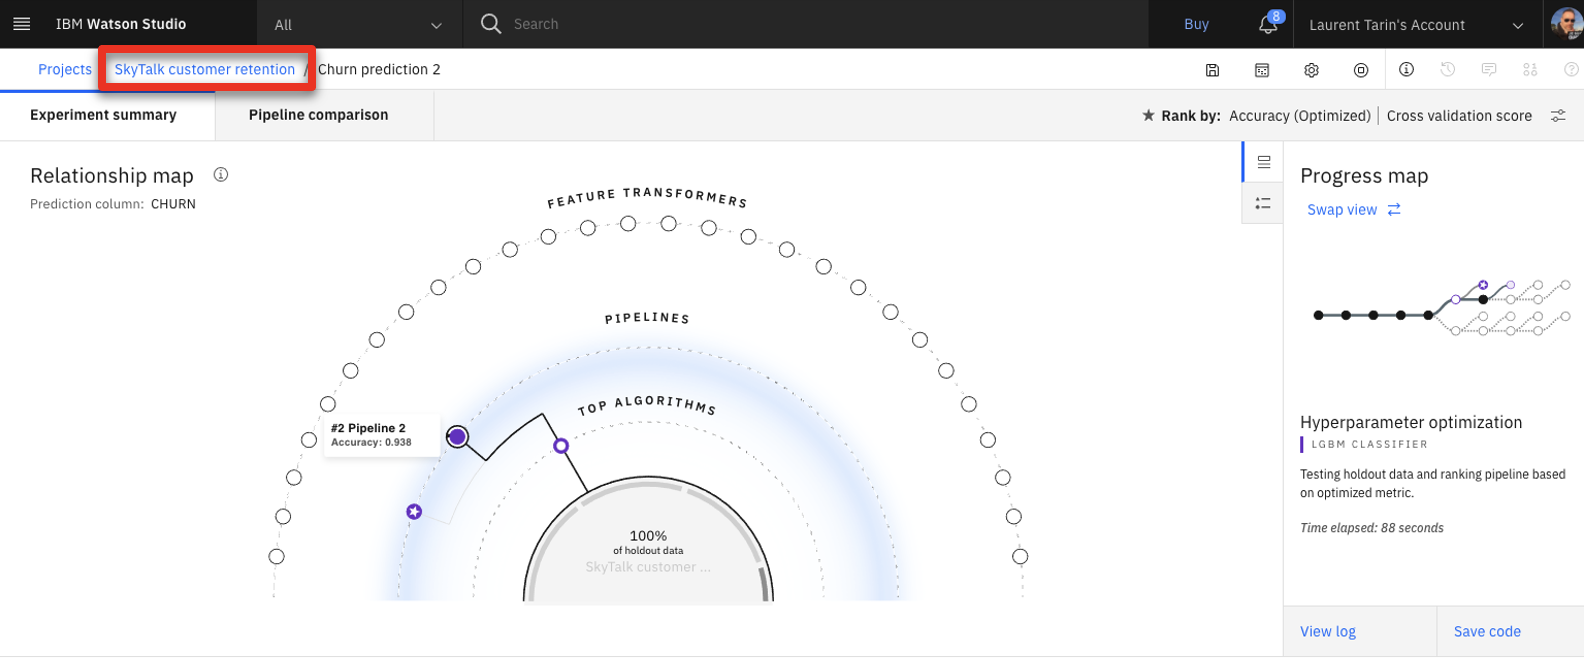 IBM Watson Studio
All
Search
Buy
8
Laurent Tarin's Account
Projects
SkyTalk customer retention /
Churn prediction 2
Experiment summary
Pipeline comparison
★ Rank by: Accuracy (Optimized) | Cross validation score
Relationship map
Prediction column: CHURN
FEATURE TRANSFORMERS
PIPELINES
TOP ALGORITHMS
#2 Pipeline 2
Accuracy: 0.938
100%
of holdout data
SkyTalk customer ...
Progress map
Swap view
Hyperparameter optimization
LGBM CLASSIFIER
Testing holdout data and ranking pipeline based
on optimized metric.
Time elapsed: 88 seconds
View log
Save code